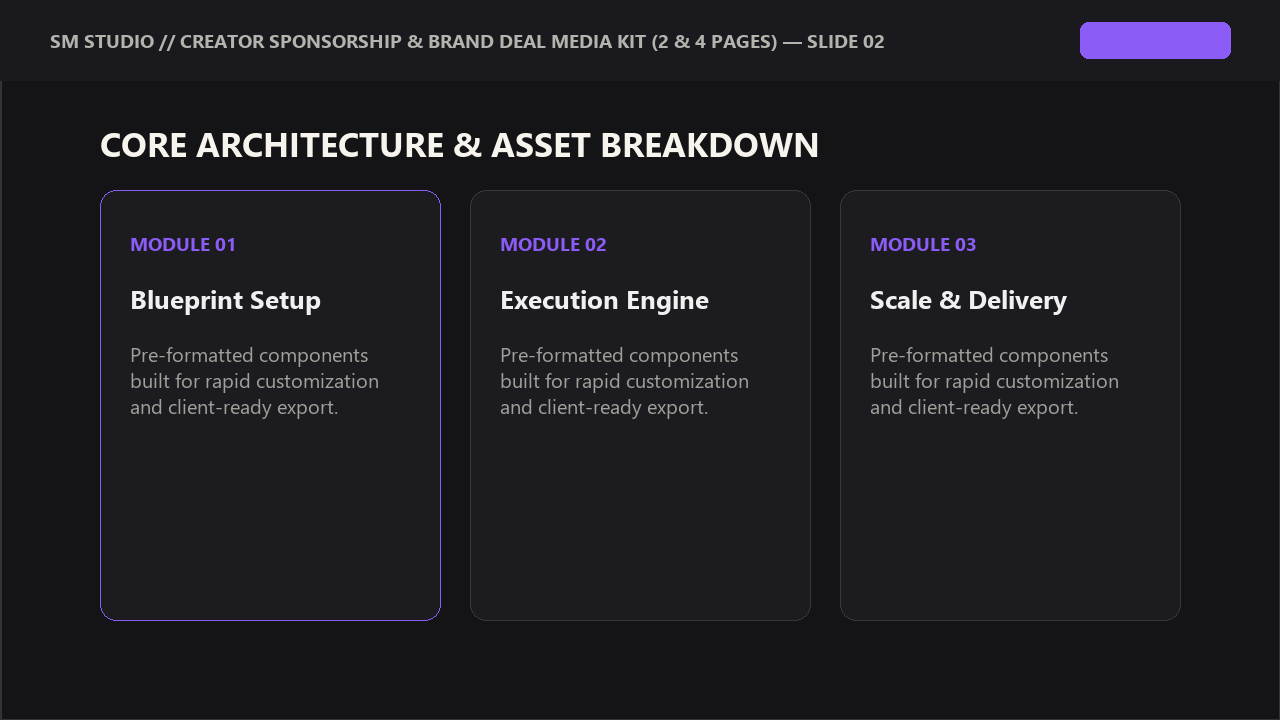 SM STUDIO // CREATOR SPONSORSHIP & BRAND DEAL MEDIA KIT (2 & 4 PAGES) — SLIDE 02
CORE ARCHITECTURE & ASSET BREAKDOWN
MODULE 01
Blueprint Setup
Pre-formatted components
built for rapid customization
and client-ready export.
MODULE 02
Execution Engine
Pre-formatted components
built for rapid customization
and client-ready export.
MODULE 03
Scale & Delivery
Pre-formatted components
built for rapid customization
and client-ready export.